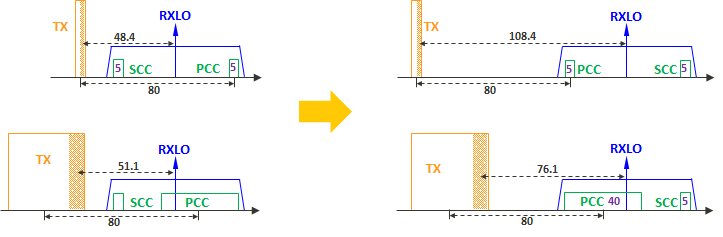 TX
RXLO
48.4
5 SCC PCC 5
80
TX
RXLO
108.4
5 PCC SCC 5
80
TX
RXLO
51.1
SCC PCC
80
TX
RXLO
76.1
PCC 40 SCC 5
80